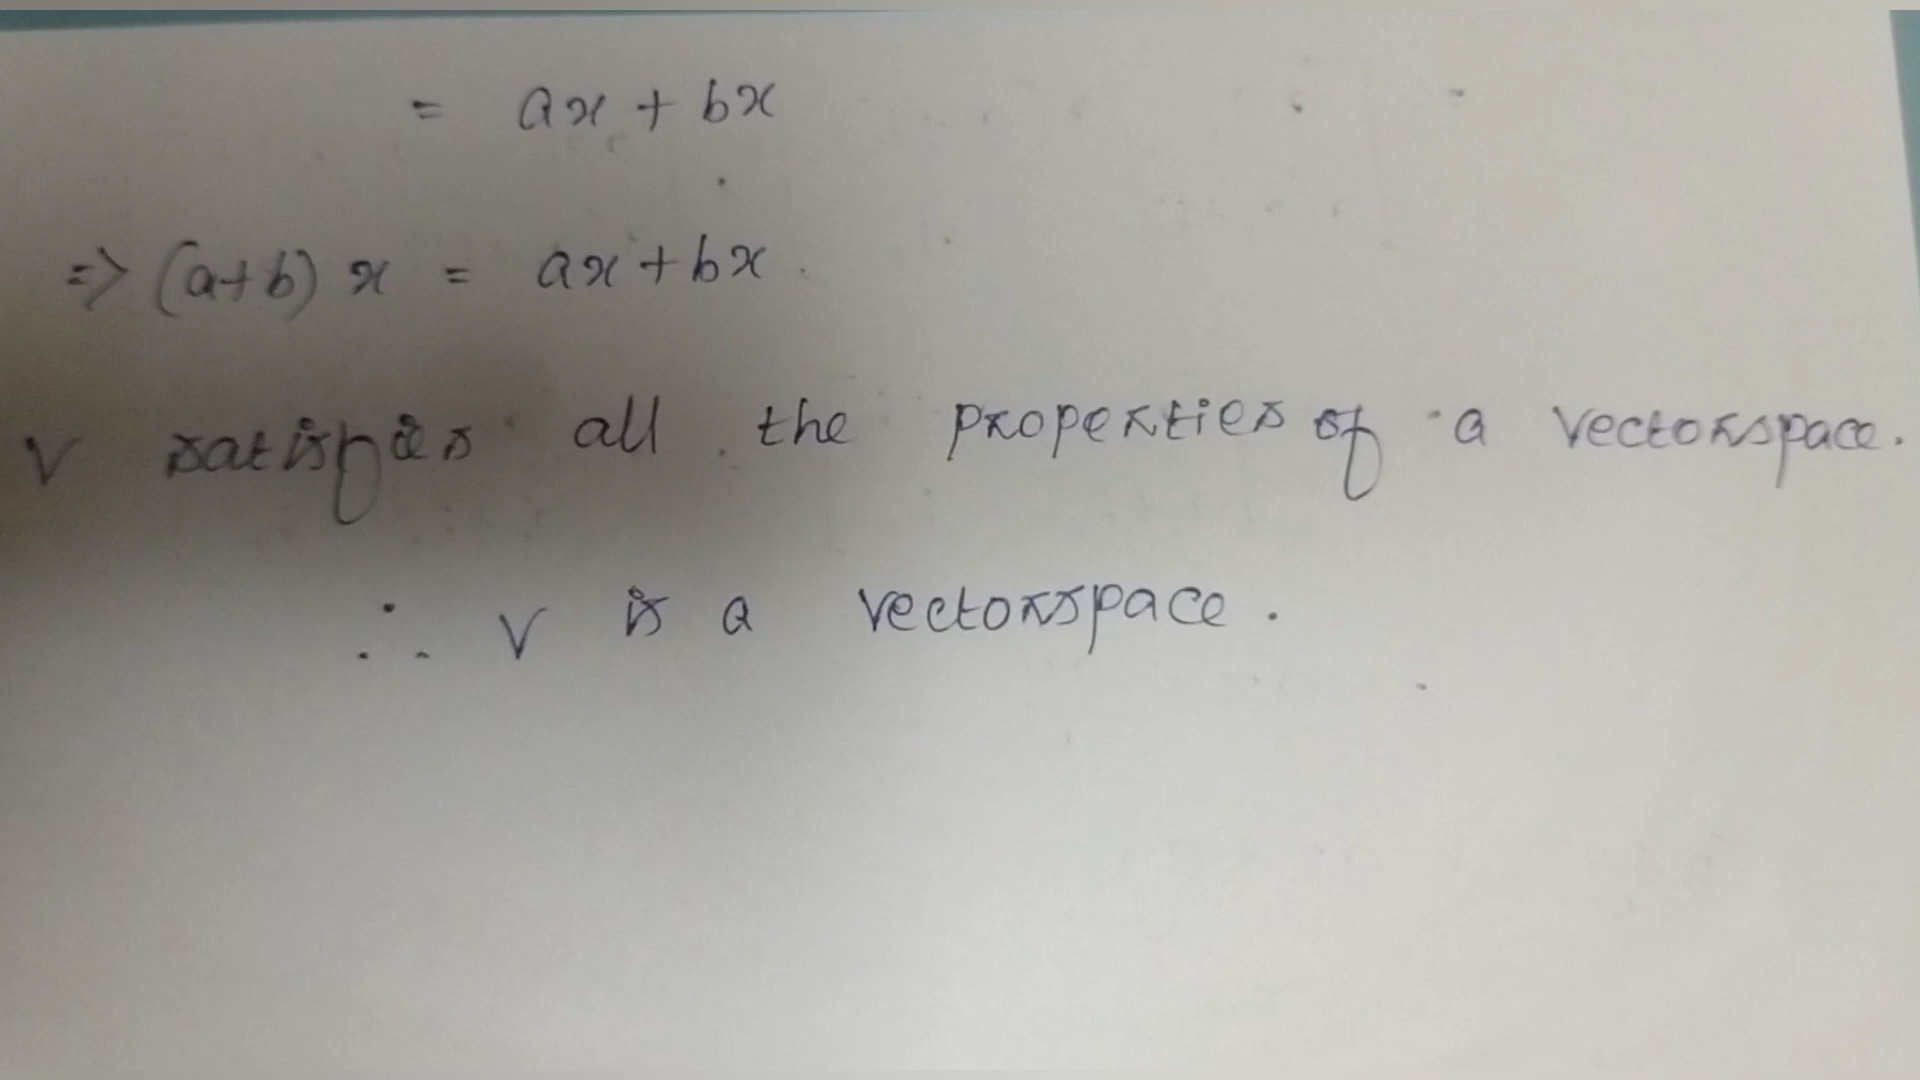 = ax + bx
=> (a+b) x = ax + bx.
V satisfies all the properties of a vectorspace.
∴ V is a vectorspace.